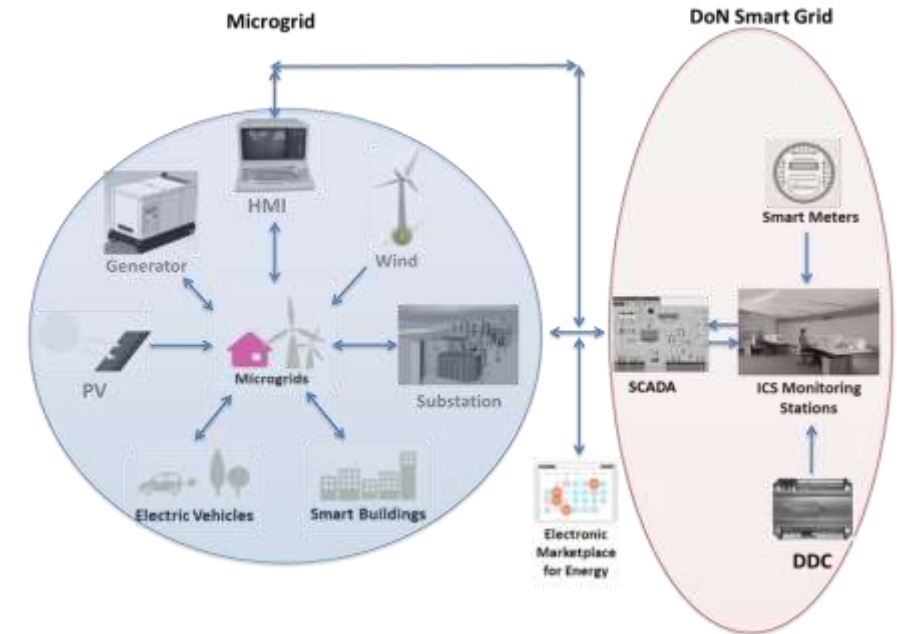 Microgrid
DoN Smart Grid
HMI
Generator
Wind
Smart Meters
Microgrids
PV
Substation
SCADA
ICS Monitoring
Stations
Electric Vehicles
Smart Buildings
Electronic
Marketplace
for Energy
DDC